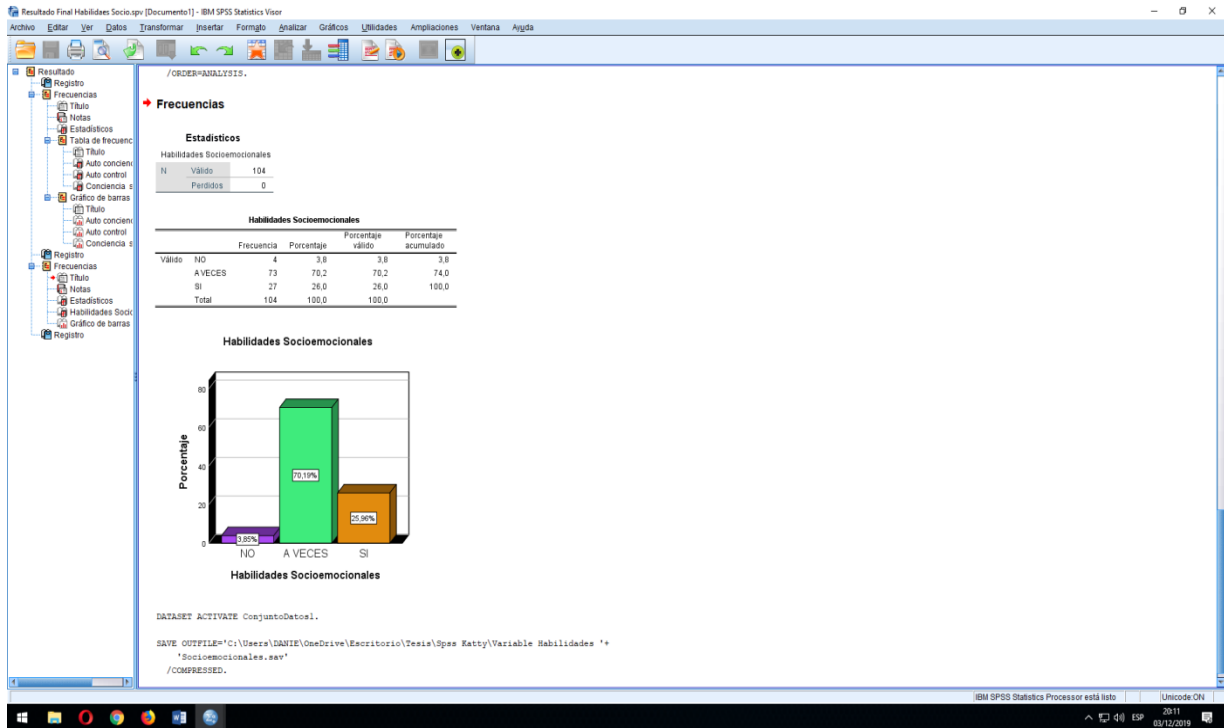 Resultado Final Habilidaes Socio.spv [Documento1] - IBM SPSS Statistics Visor
Archivo Editar Ver Datos Transformar Insertar Formato Analizar Gráficos Utilidades Ampliaciones Ventana Ayuda
Resultado
Registro
Frecuencias
Título
Notas
Estadísticos
Tabla de frecuenc
Título
Auto concienc
Auto control
Conciencia s
Gráfico de barras
Título
Auto concienc
Auto control
Conciencia s
Registro
Frecuencias
Título
Notas
Estadísticos
Habilidades Socio
Gráfico de barras
Registro
/ORDER=ANALYSIS.
Frecuencias
Estadísticos
Habilidades Socioemocionales
N Válido 104
Perdidos 0
Habilidades Socioemocionales
Frecuencia Porcentaje Porcentaje válido Porcentaje acumulado
Válido NO 4 3,8 3,8 3,8
A VECES 73 70,2 70,2 74,0
SI 27 26,0 26,0 100,0
Total 104 100,0 100,0
Habilidades Socioemocionales
Porcentaje
80
60
40
20
0
3,85%
70,19%
25,96%
NO A VECES SI
Habilidades Socioemocionales
DATASET ACTIVATE ConjuntoDatos1.
SAVE OUTFILE='C:\Users\DANIE\OneDrive\Escritorio\Tesis\Spss Katty\Variable Habilidades '+
'Socioemocionales.sav'
/COMPRESSED.
IBM SPSS Statistics Processor está listo Unicode:ON
ESP
20:11
03/12/2019